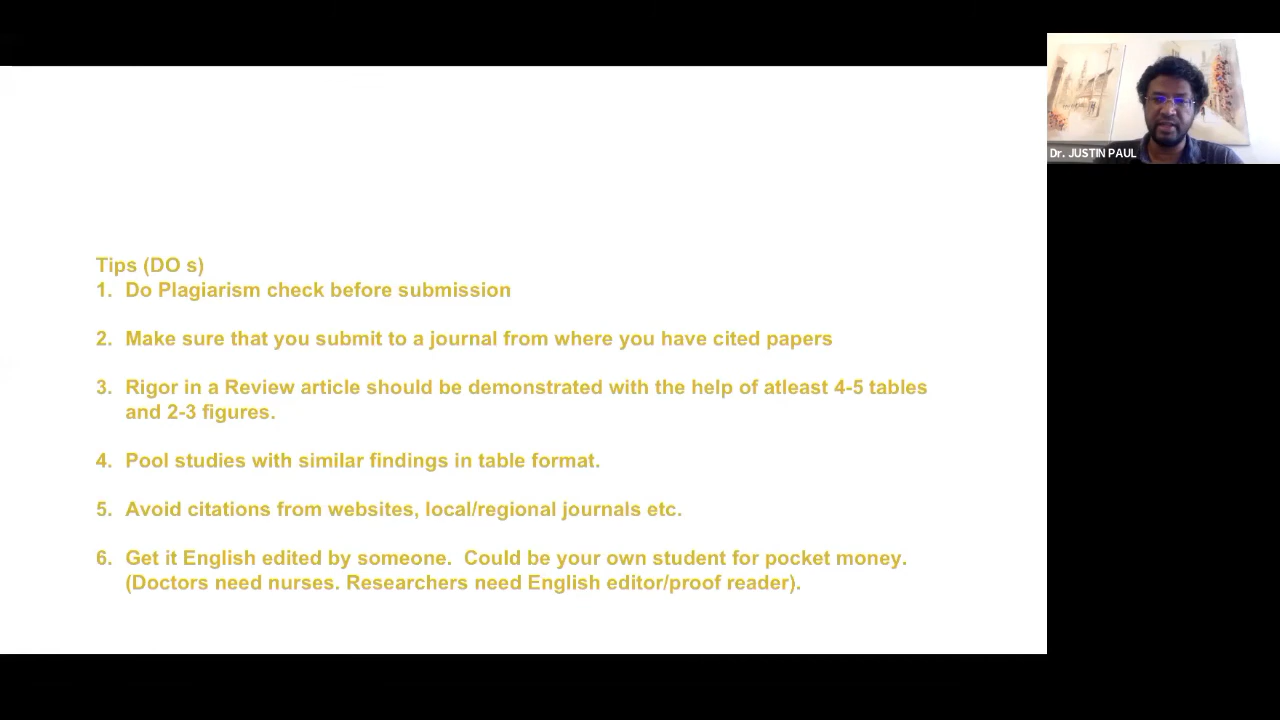 Dr. JUSTIN PAUL
Tips (DO s)
1. Do Plagiarism check before submission
2. Make sure that you submit to a journal from where you have cited papers
3. Rigor in a Review article should be demonstrated with the help of atleast 4-5 tables
and 2-3 figures.
4. Pool studies with similar findings in table format.
5. Avoid citations from websites, local/regional journals etc.
6. Get it English edited by someone.  Could be your own student for pocket money.
(Doctors need nurses. Researchers need English editor/proof reader).